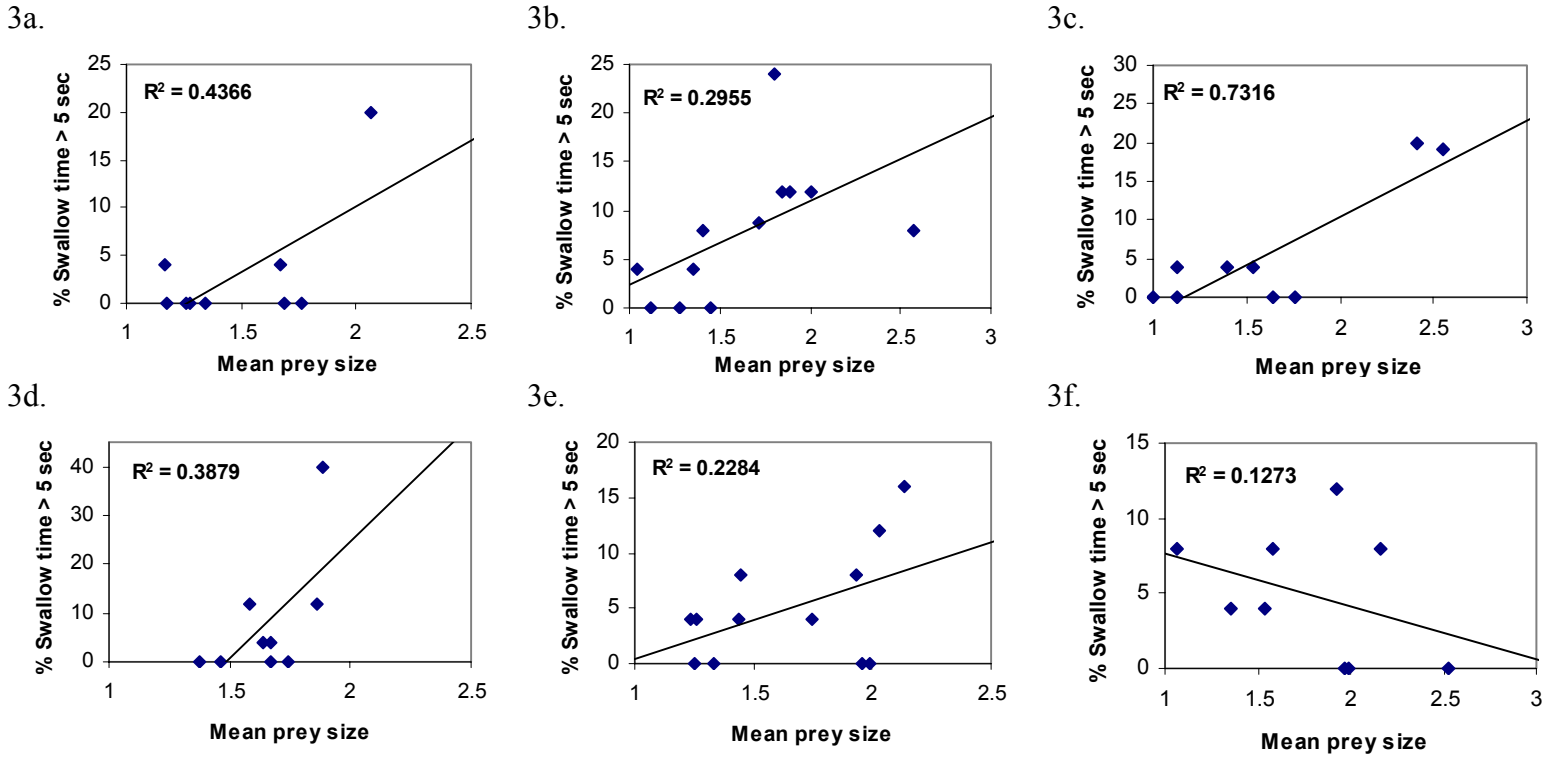 3a.
% Swallow time > 5 sec
25
20
15
10
5
0
R² = 0.4366
1
1.5
2
2.5
Mean prey size
3b.
% Swallow time > 5 sec
25
20
15
10
5
0
R² = 0.2955
1
1.5
2
2.5
3
Mean prey size
3c.
% Swallow time > 5 sec
30
25
20
15
10
5
0
R² = 0.7316
1
1.5
2
2.5
3
Mean prey size
3d.
% Swallow time > 5 sec
40
30
20
10
0
R² = 0.3879
1
1.5
2
2.5
Mean prey size
3e.
% Swallow time > 5 sec
20
15
10
5
0
R² = 0.2284
1
1.5
2
2.5
Mean prey size
3f.
% Swallow time > 5 sec
15
10
5
0
R² = 0.1273
1
1.5
2
2.5
3
Mean prey size